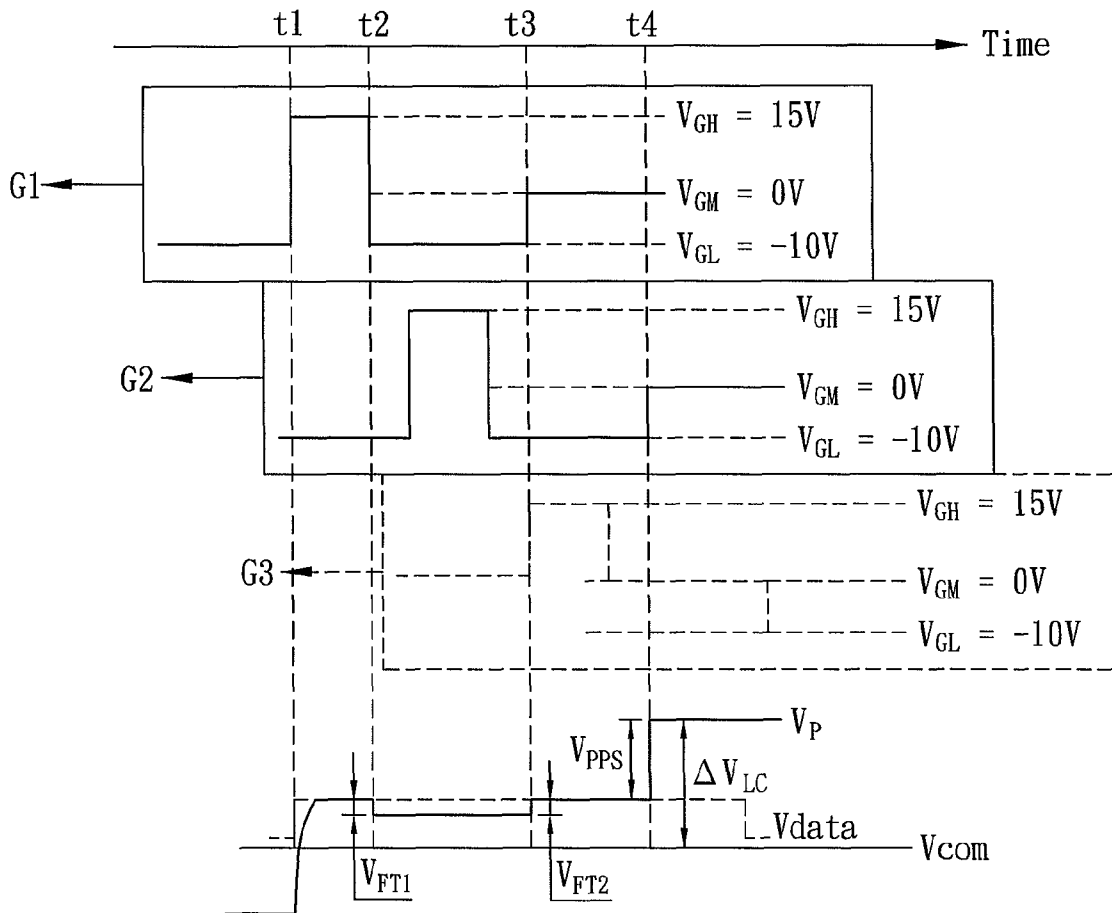 t1 t2 t3 t4
Time
V_GH = 15V
G1
V_GM = 0V
V_GL = -10V
V_GH = 15V
G2
V_GM = 0V
V_GL = -10V
V_GH = 15V
G3
V_GM = 0V
V_GL = -10V
V_P
V_PPS
ΔV_LC
Vdata
Vcom
V_FT1 V_FT2